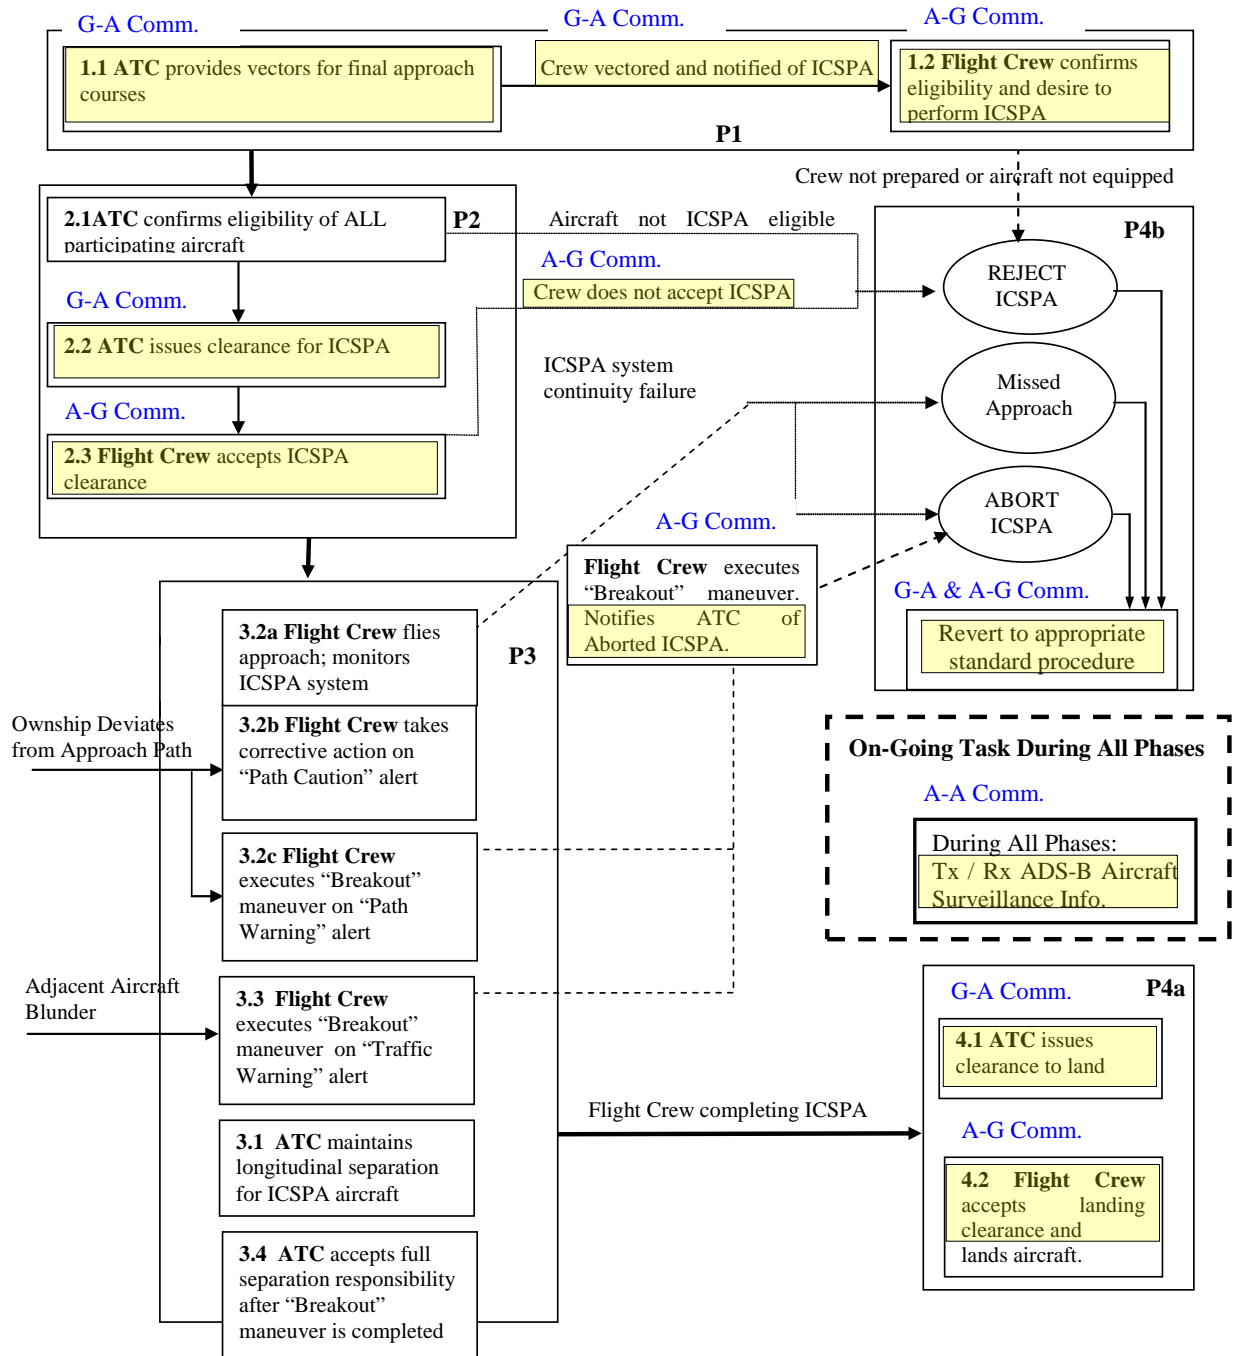 G-A Comm.
G-A Comm.
A-G Comm.
1.1 ATC provides vectors for final approach
courses
Crew vectored and notified of ICSPA
1.2 Flight Crew confirms
eligibility and desire to
perform ICSPA
P1
Crew not prepared or aircraft not equipped
2.1ATC confirms eligibility of ALL
participating aircraft
P2
Aircraft not ICSPA eligible
A-G Comm.
Crew does not accept ICSPA
G-A Comm.
2.2 ATC issues clearance for ICSPA
A-G Comm.
2.3 Flight Crew accepts ICSPA
clearance
ICSPA system
continuity failure
P4b
REJECT
ICSPA
Missed
Approach
ABORT
ICSPA
G-A & A-G Comm.
Revert to appropriate
standard procedure
A-G Comm.
Flight Crew executes
“Breakout” maneuver.
Notifies ATC of
Aborted ICSPA.
3.2a Flight Crew flies
approach; monitors
ICSPA system
P3
Ownship Deviates
from Approach Path
3.2b Flight Crew takes
corrective action on
“Path Caution” alert
3.2c Flight Crew
executes “Breakout”
maneuver on “Path
Warning” alert
Adjacent Aircraft
Blunder
3.3 Flight Crew
executes “Breakout”
maneuver on “Traffic
Warning” alert
3.1 ATC maintains
longitudinal separation
for ICSPA aircraft
3.4 ATC accepts full
separation responsibility
after “Breakout”
maneuver is completed
On-Going Task During All Phases
A-A Comm.
During All Phases:
Tx / Rx ADS-B Aircraft
Surveillance Info.
Flight Crew completing ICSPA
G-A Comm.
P4a
4.1 ATC issues
clearance to land
A-G Comm.
4.2 Flight Crew
accepts landing
clearance and
lands aircraft.